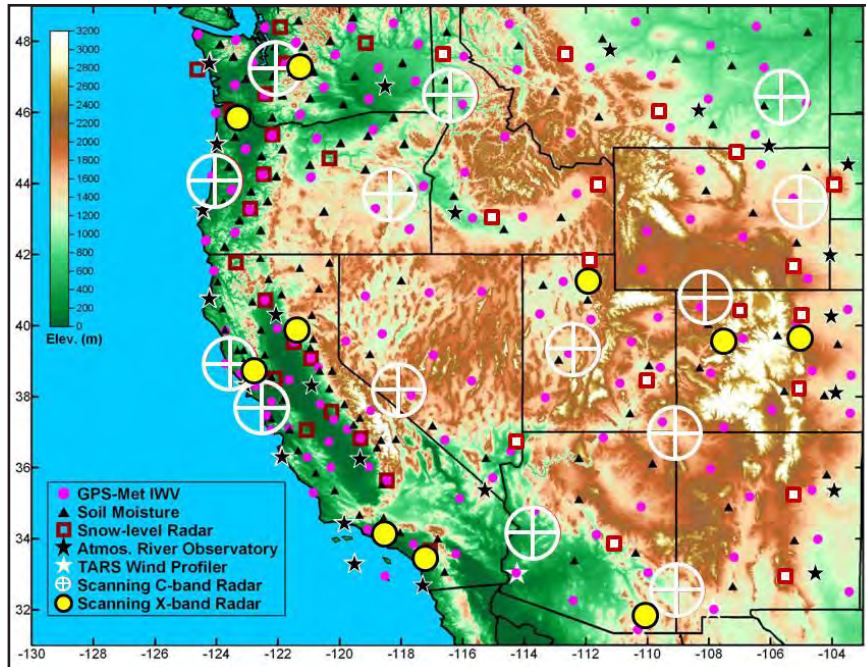 48
46
44
42
40
38
36
34
32
3200
3000
2800
2600
2400
2200
2000
1800
1600
1400
1200
1000
800
600
400
200
0
Elev. (m)
GPS-Met IWV
Soil Moisture
Snow-level Radar
Atmos. River Observatory
TARS Wind Profiler
Scanning C-band Radar
Scanning X-band Radar
-130 -128 -126 -124 -122 -120 -118 -116 -114 -112 -110 -108 -106 -104